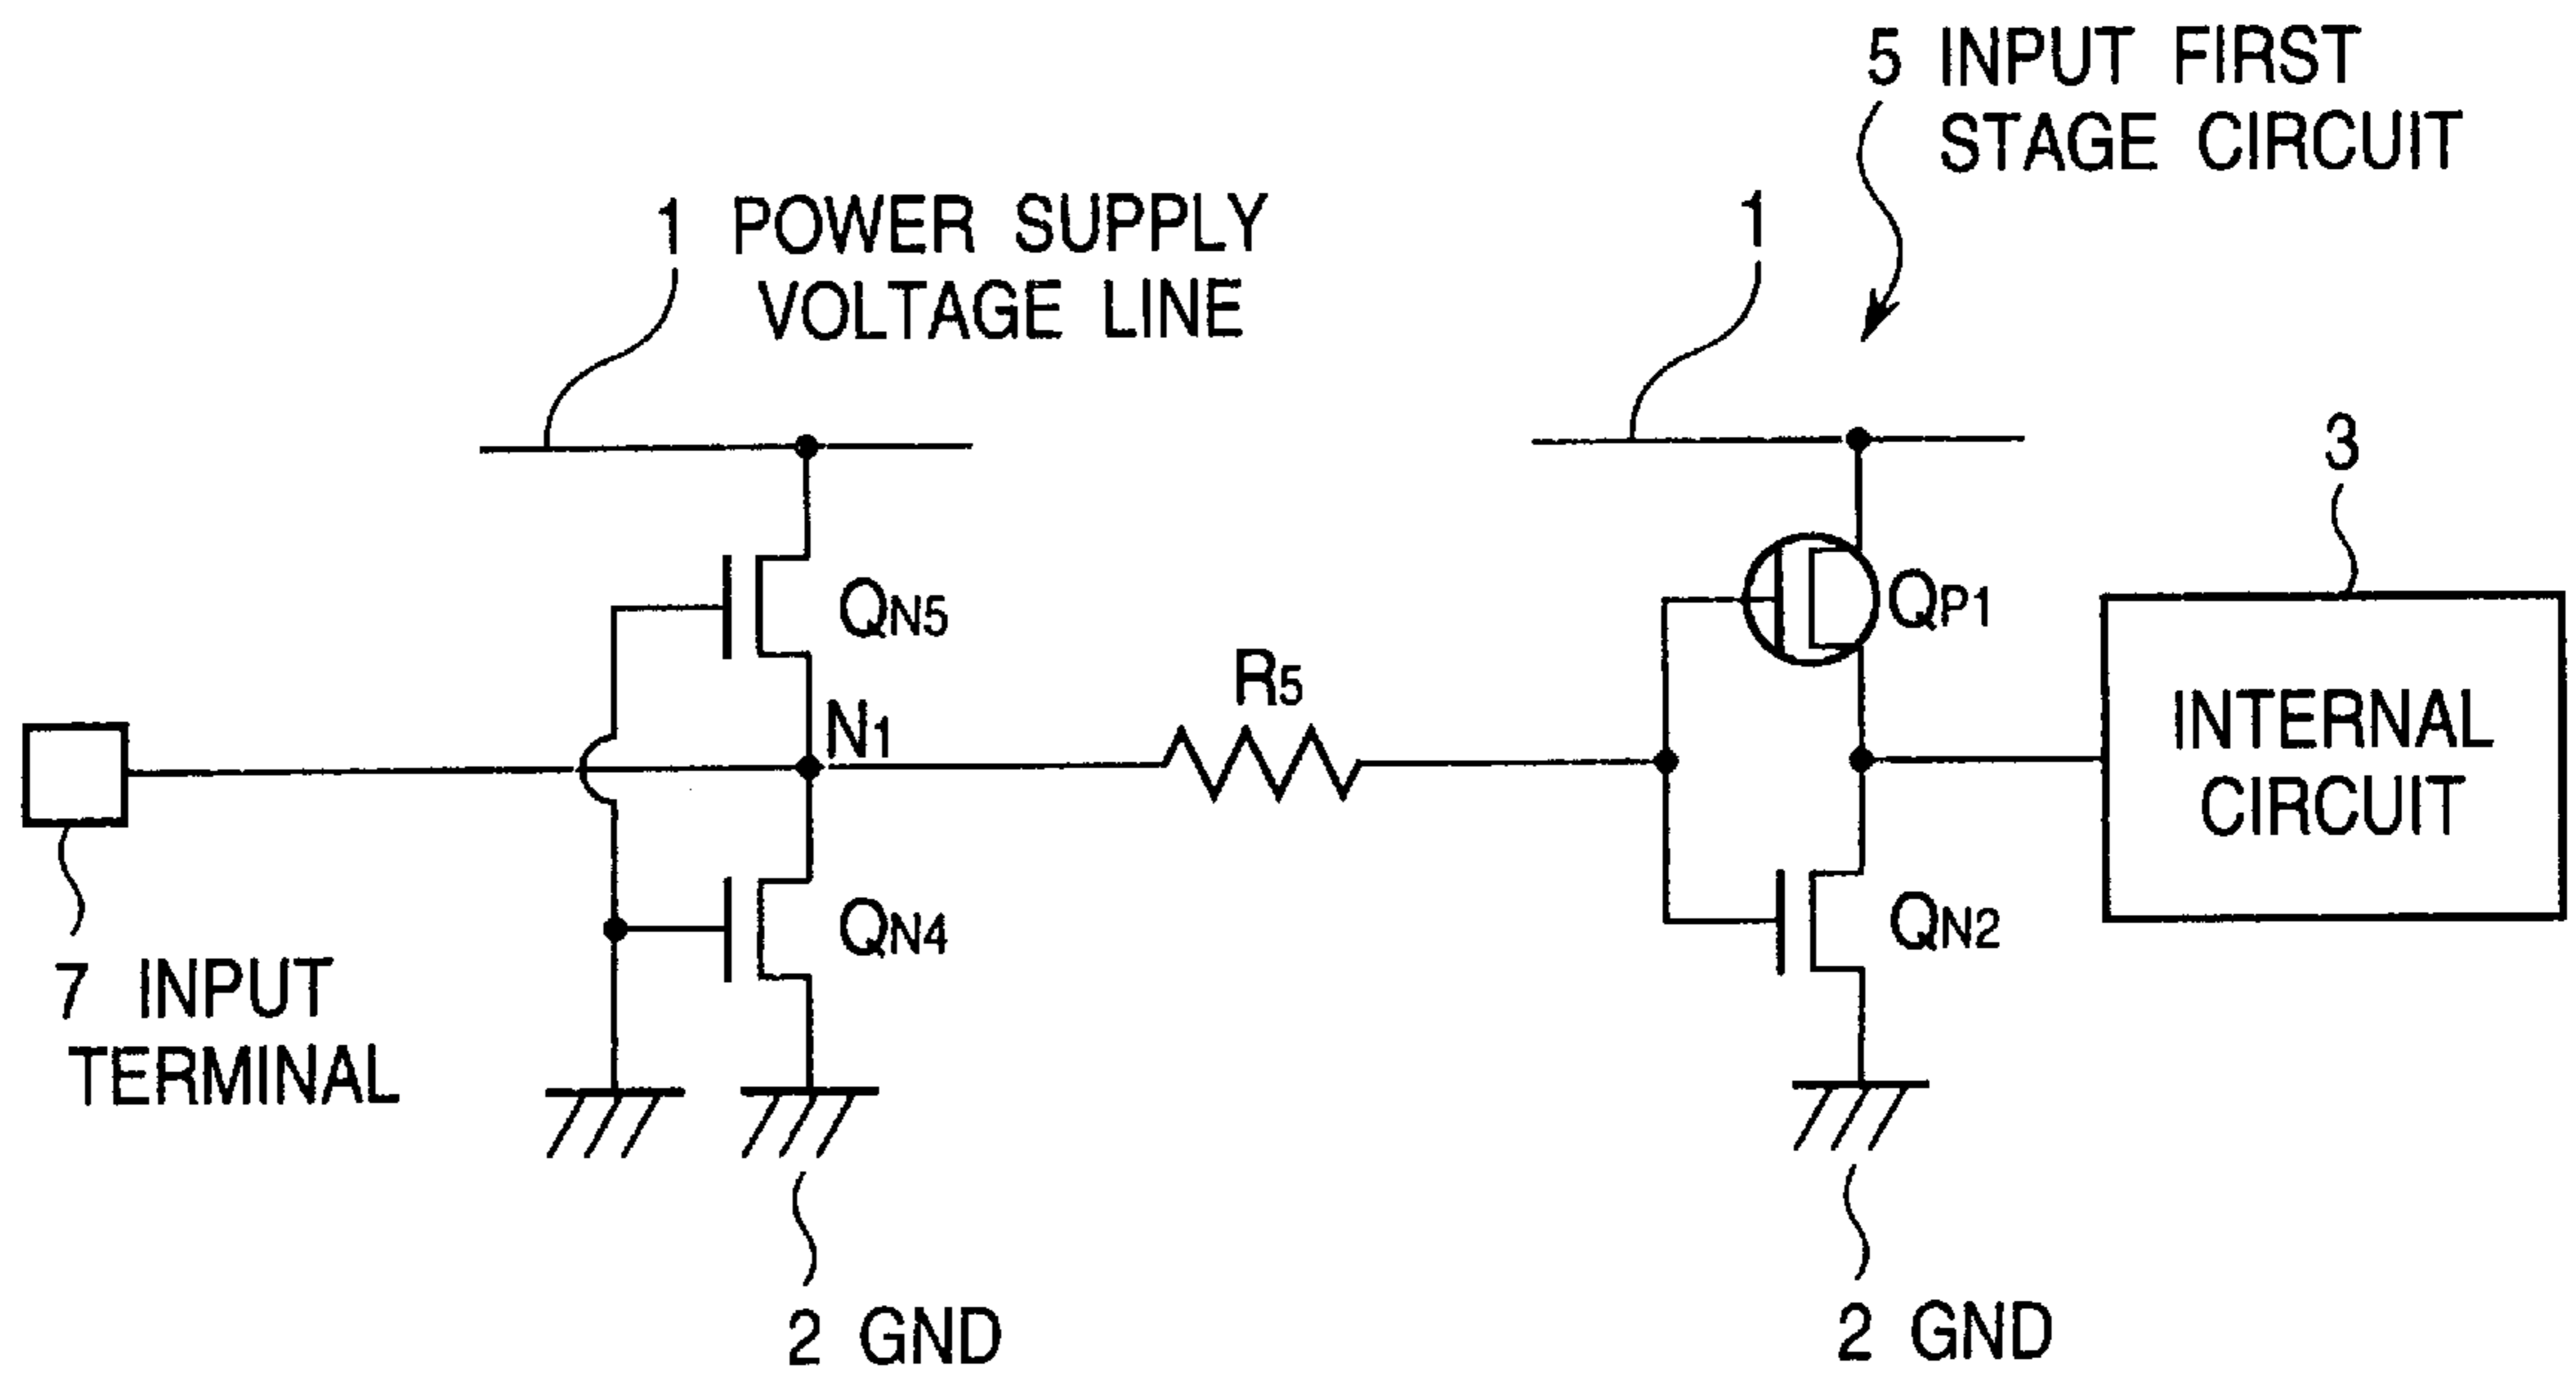 5 INPUT FIRST
STAGE CIRCUIT
1 POWER SUPPLY
VOLTAGE LINE
1
3
QN5
QP1
R5
N1
INTERNAL
CIRCUIT
QN4
QN2
7 INPUT
TERMINAL
2 GND
2 GND